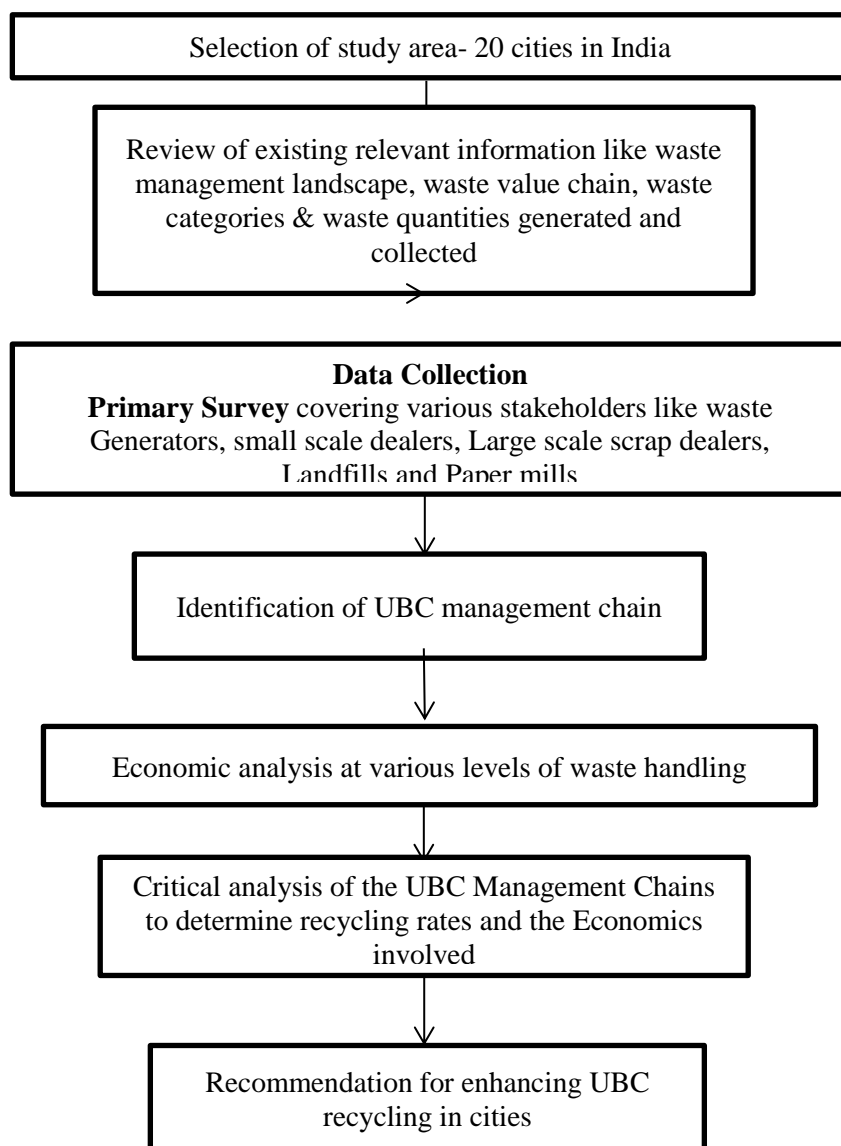 Selection of study area- 20 cities in India
Review of existing relevant information like waste
management landscape, waste value chain, waste
categories & waste quantities generated and
collected
Data Collection
Primary Survey covering various stakeholders like waste
Generators, small scale dealers, Large scale scrap dealers,
Landfills and Paper mills
Identification of UBC management chain
Economic analysis at various levels of waste handling
Critical analysis of the UBC Management Chains
to determine recycling rates and the Economics
involved
Recommendation for enhancing UBC
recycling in cities